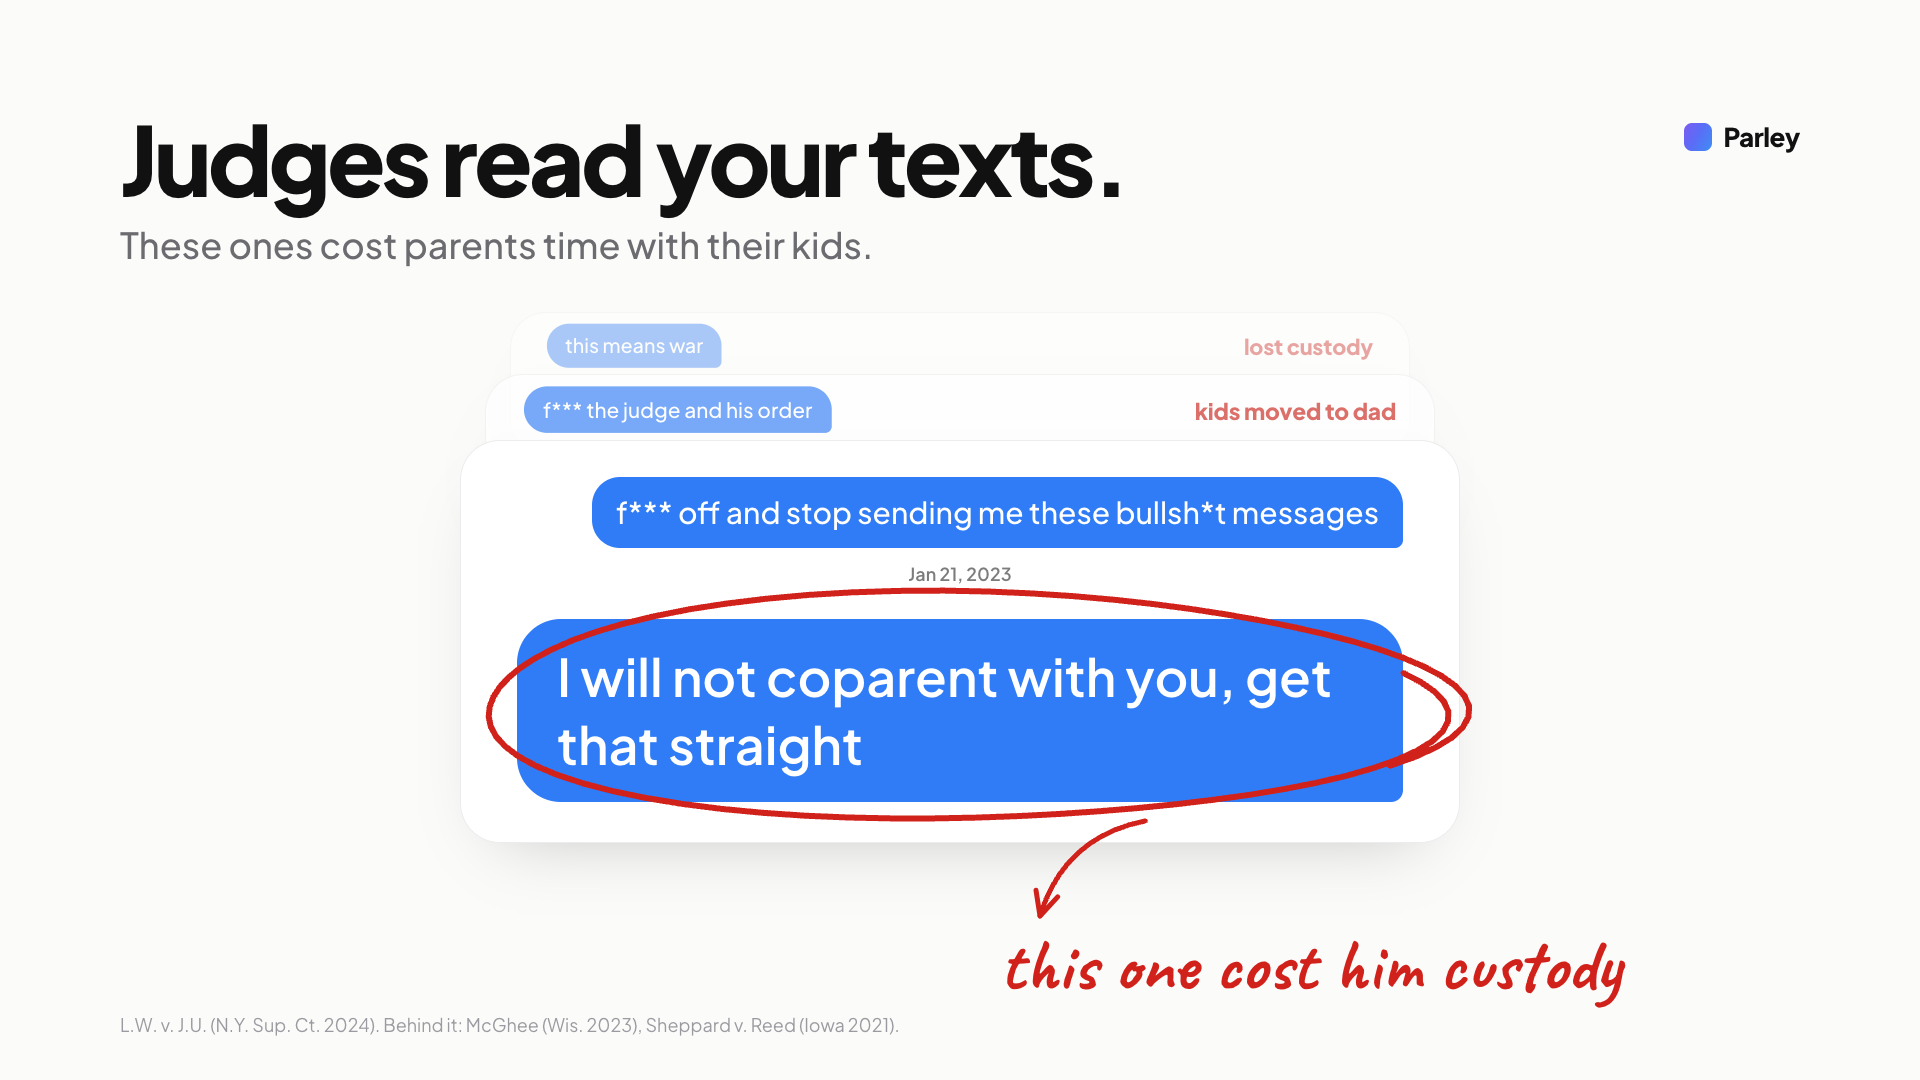 Judges read your texts.
Parley
These ones cost parents time with their kids.
this means war
lost custody
f*** the judge and his order
kids moved to dad
f*** off and stop sending me these bullsh*t messages
Jan 21, 2023
I will not coparent with you, get
that straight
this one cost him custody
L.W. v. J.U. (N.Y. Sup. Ct. 2024). Behind it: McGhee (Wis. 2023), Sheppard v. Reed (Iowa 2021).